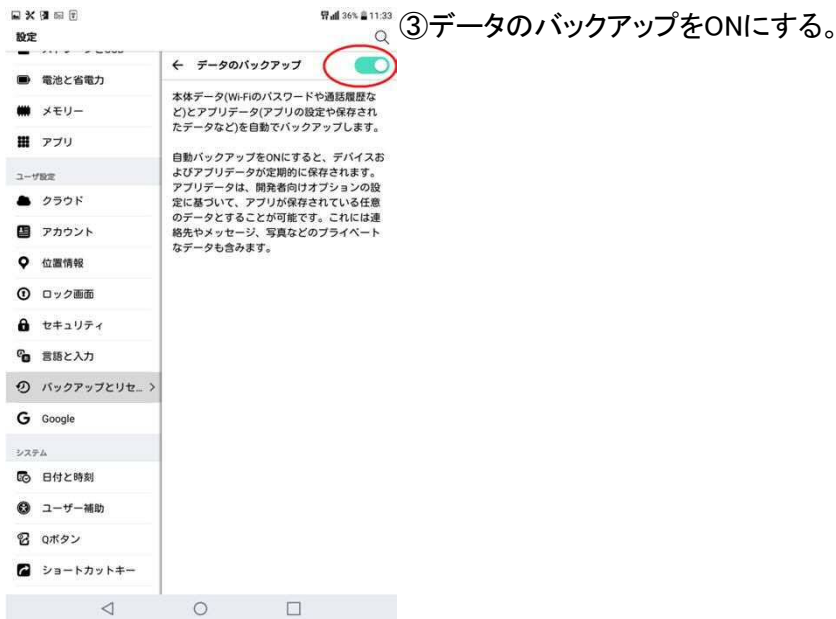 36% 11:33
設定
③データのバックアップをONにする。
電池と省電力
メモリー
アプリ
ユーザ設定
クラウド
アカウント
位置情報
ロック画面
セキュリティ
言語と入力
バックアップとリセ...
Google
システム
日付と時刻
ユーザー補助
Qボタン
ショートカットキー
データのバックアップ
本体データ(Wi-Fiのパスワードや通話履歴な
ど)とアプリデータ(アプリの設定や保存され
たデータなど)を自動でバックアップします。
自動バックアップをONにすると、デバイスお
よびアプリデータが定期的に保存されます。
アプリデータは、開発者向けオプションの設
定に基づいて、アプリが保存されている任意
のデータとすることが可能です。これには連
絡先やメッセージ、写真などのプライベート
なデータも含みます。